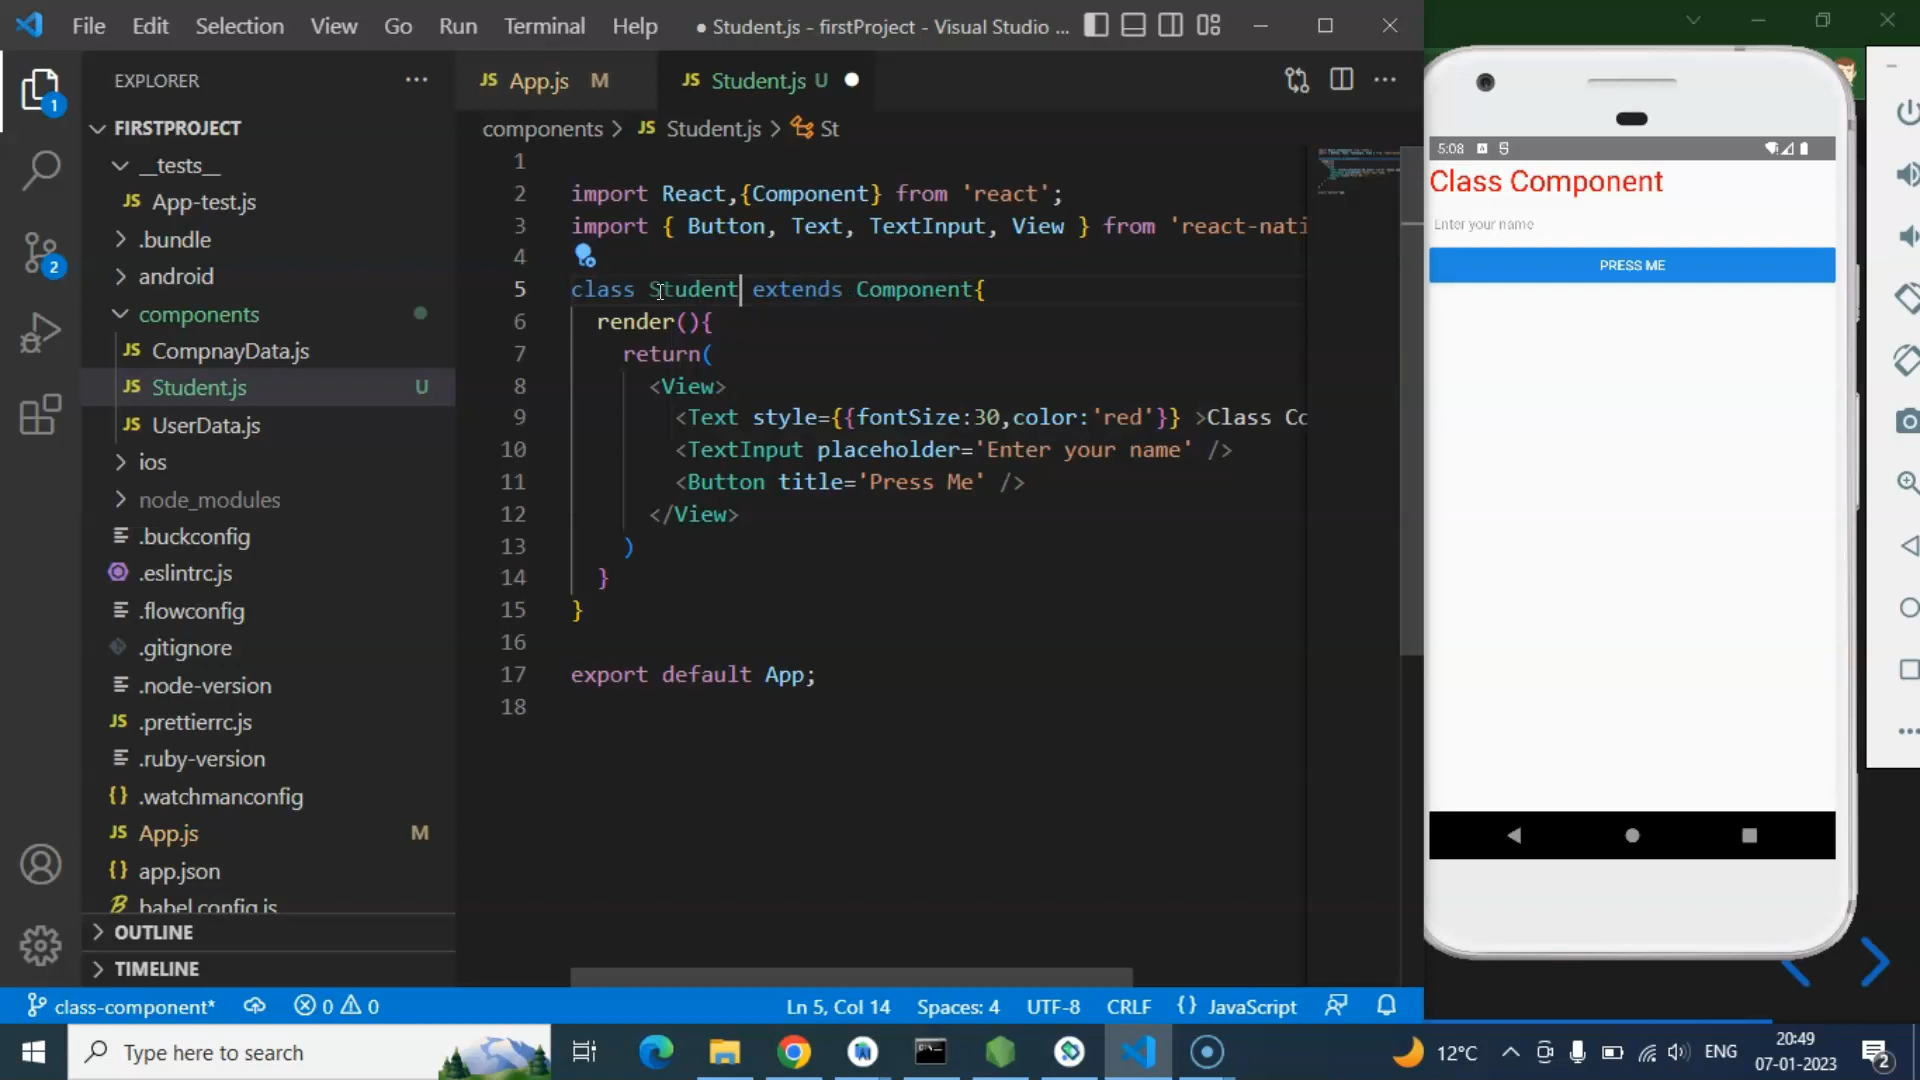 File Edit Selection View Go Run Terminal Help ● Student.js - firstProject - Visual Studio ...
EXPLORER ...
JS App.js M JS Student.js U ●
components > JS Student.js > St
FIRSTPROJECT
__tests__
JS App-test.js
.bundle
android
components
JS CompnayData.js
JS Student.js U
JS UserData.js
ios
node_modules
.buckconfig
.eslintrc.js
.flowconfig
.gitignore
.node-version
JS .prettierrc.js
.ruby-version
{} .watchmanconfig
JS App.js M
{} app.json
babel.config.js
OUTLINE
TIMELINE
1
2
1
2 import React,{Component} from 'react';
3 import { Button, Text, TextInput, View } from 'react-nati
4
5 class Student extends Component{
6 render(){
7 return(
8 <View>
9 <Text style={{fontSize:30,color:'red'}} >Class Co
10 <TextInput placeholder='Enter your name' />
11 <Button title='Press Me' />
12 </View>
13 )
14 }
15 }
16
17 export default App;
18
5:08
Class Component
Enter your name
PRESS ME
class-component* 0 0 Ln 5, Col 14 Spaces: 4 UTF-8 CRLF {} JavaScript
Type here to search
12°C ENG
20:49
07-01-2023
2